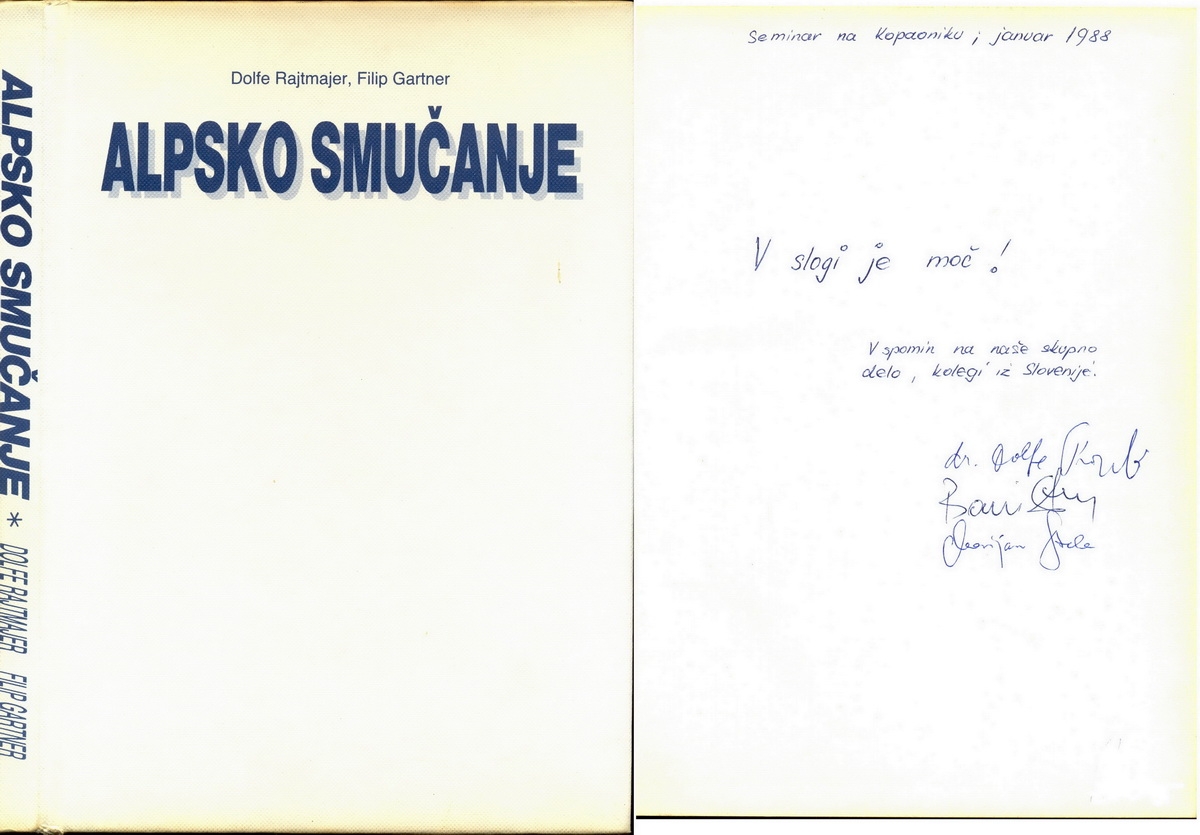 ALPSKO SMUČANJE * DOLFE RAJTMAJER FILIP GARTNER
Dolfe Rajtmajer, Filip Gartner
ALPSKO SMUČANJE
Seminar na Kopaoniku, januar 1988
V slogi je moč!
V spomin na naše skupno
delo, kolegi iz Slovenije.
dr. Dolfe
Marijan